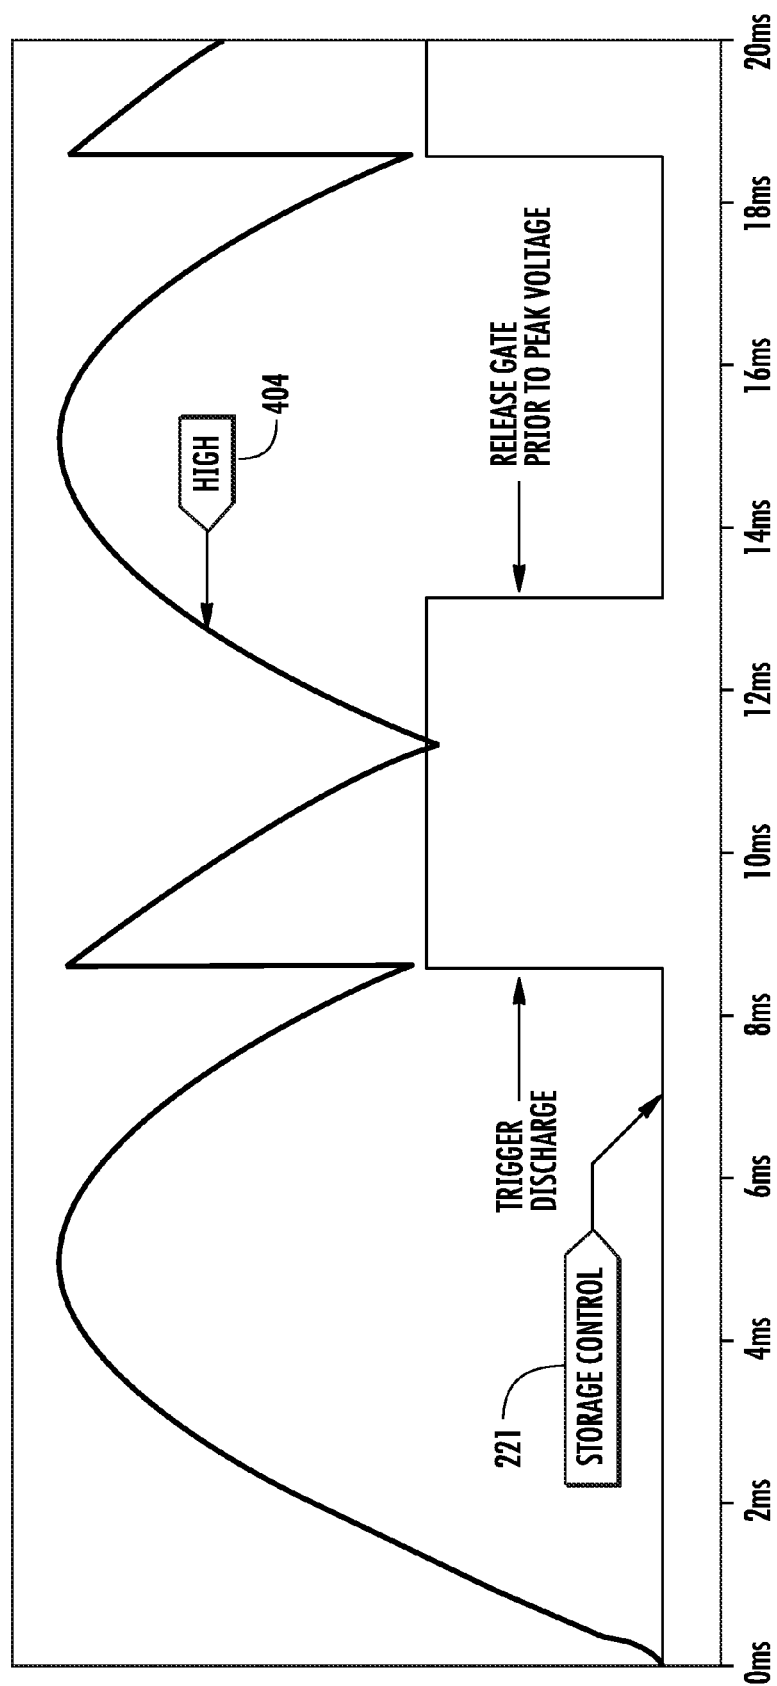 HIGH
404
TRIGGER
DISCHARGE
RELEASE GATE
PRIOR TO PEAK VOLTAGE
221
STORAGE CONTROL
0ms
2ms
4ms
6ms
8ms
10ms
12ms
14ms
16ms
18ms
20ms